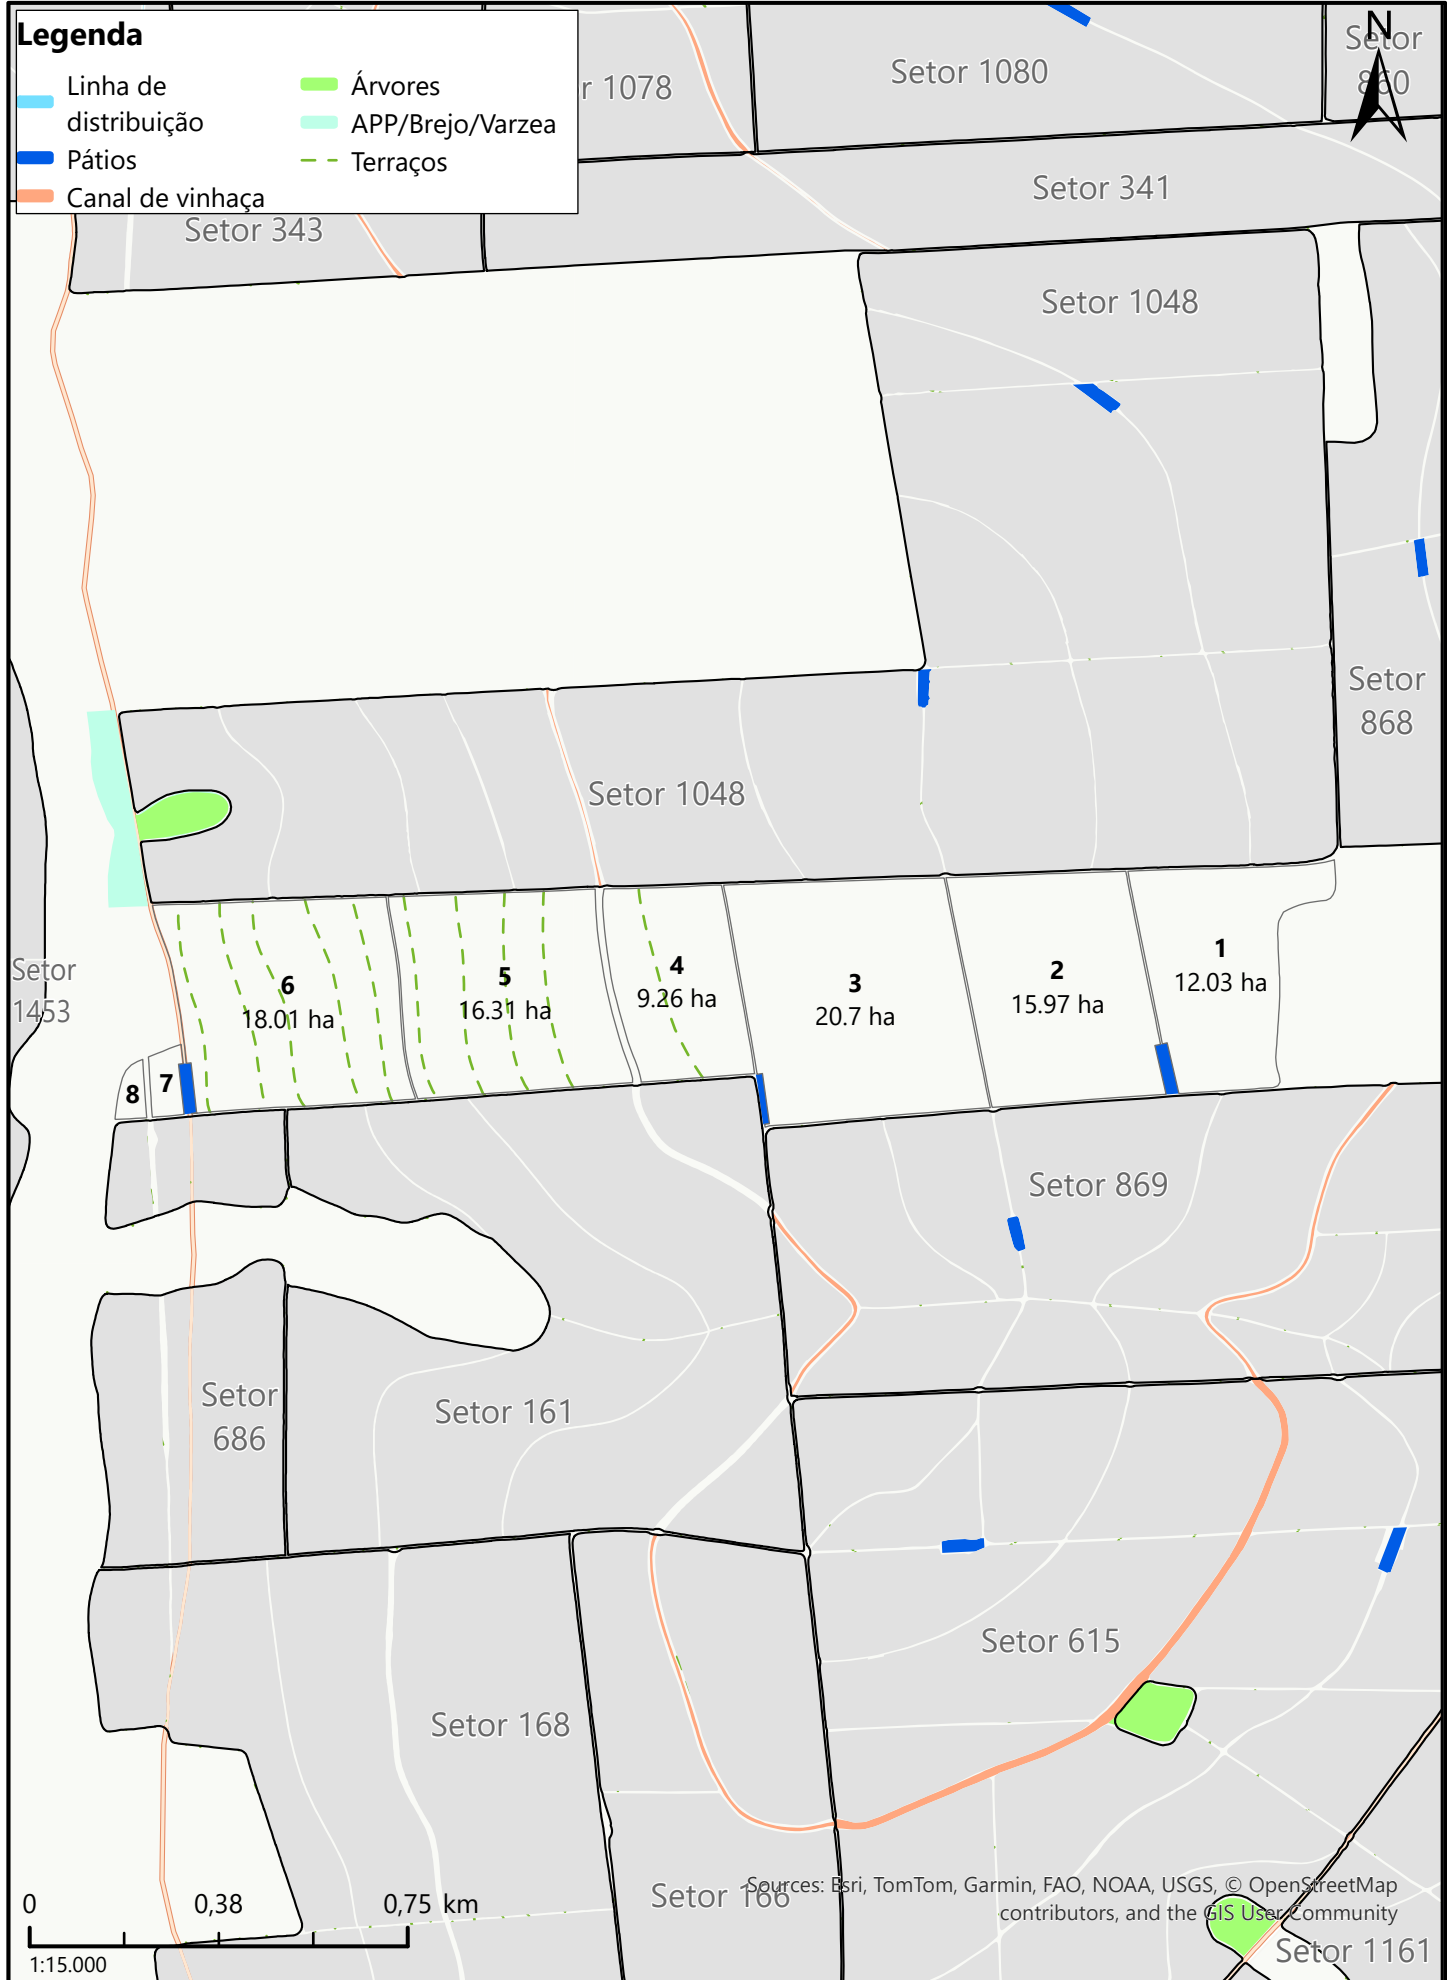 Legenda
Linha de
distribuição
Pátios
Canal de vinhaça
Árvores
APP/Brejo/Varzea
Terraços
r 1078
Setor 1080
N
Setor
860
Setor 341
Setor 343
Setor 1048
Setor
868
Setor 1048
Setor
1453
6
18.01 ha
5
16.31 ha
4
9.26 ha
3
20.7 ha
2
15.97 ha
1
12.03 ha
8
7
Setor 869
Setor
686
Setor 161
Setor 615
Setor 168
Setor 166
Sources: Esri, TomTom, Garmin, FAO, NOAA, USGS, © OpenStreetMap
contributors, and the GIS User Community
Setor 1161
0 0,38 0,75 km
1:15.000